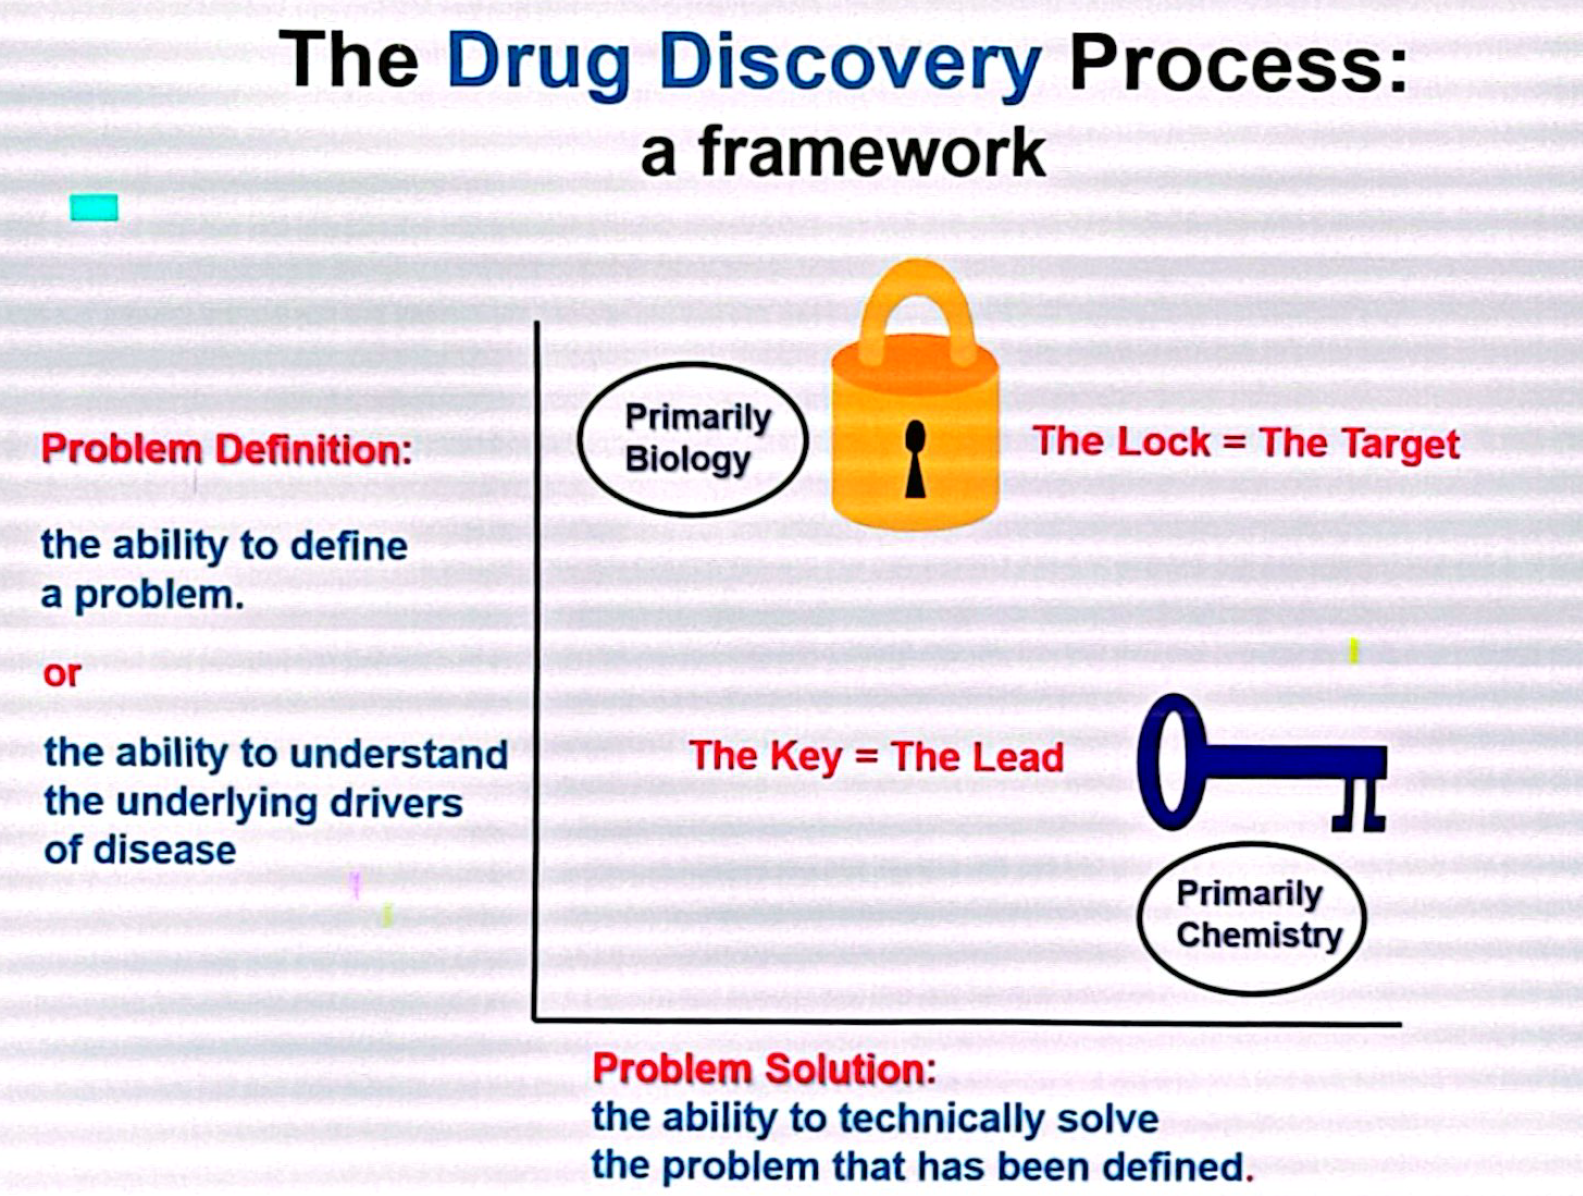 The Drug Discovery Process:
a framework
Primarily
Biology
The Lock = The Target
Problem Definition:
the ability to define
a problem.
or
the ability to understand
the underlying drivers
of disease
The Key = The Lead
Primarily
Chemistry
Problem Solution:
the ability to technically solve
the problem that has been defined.